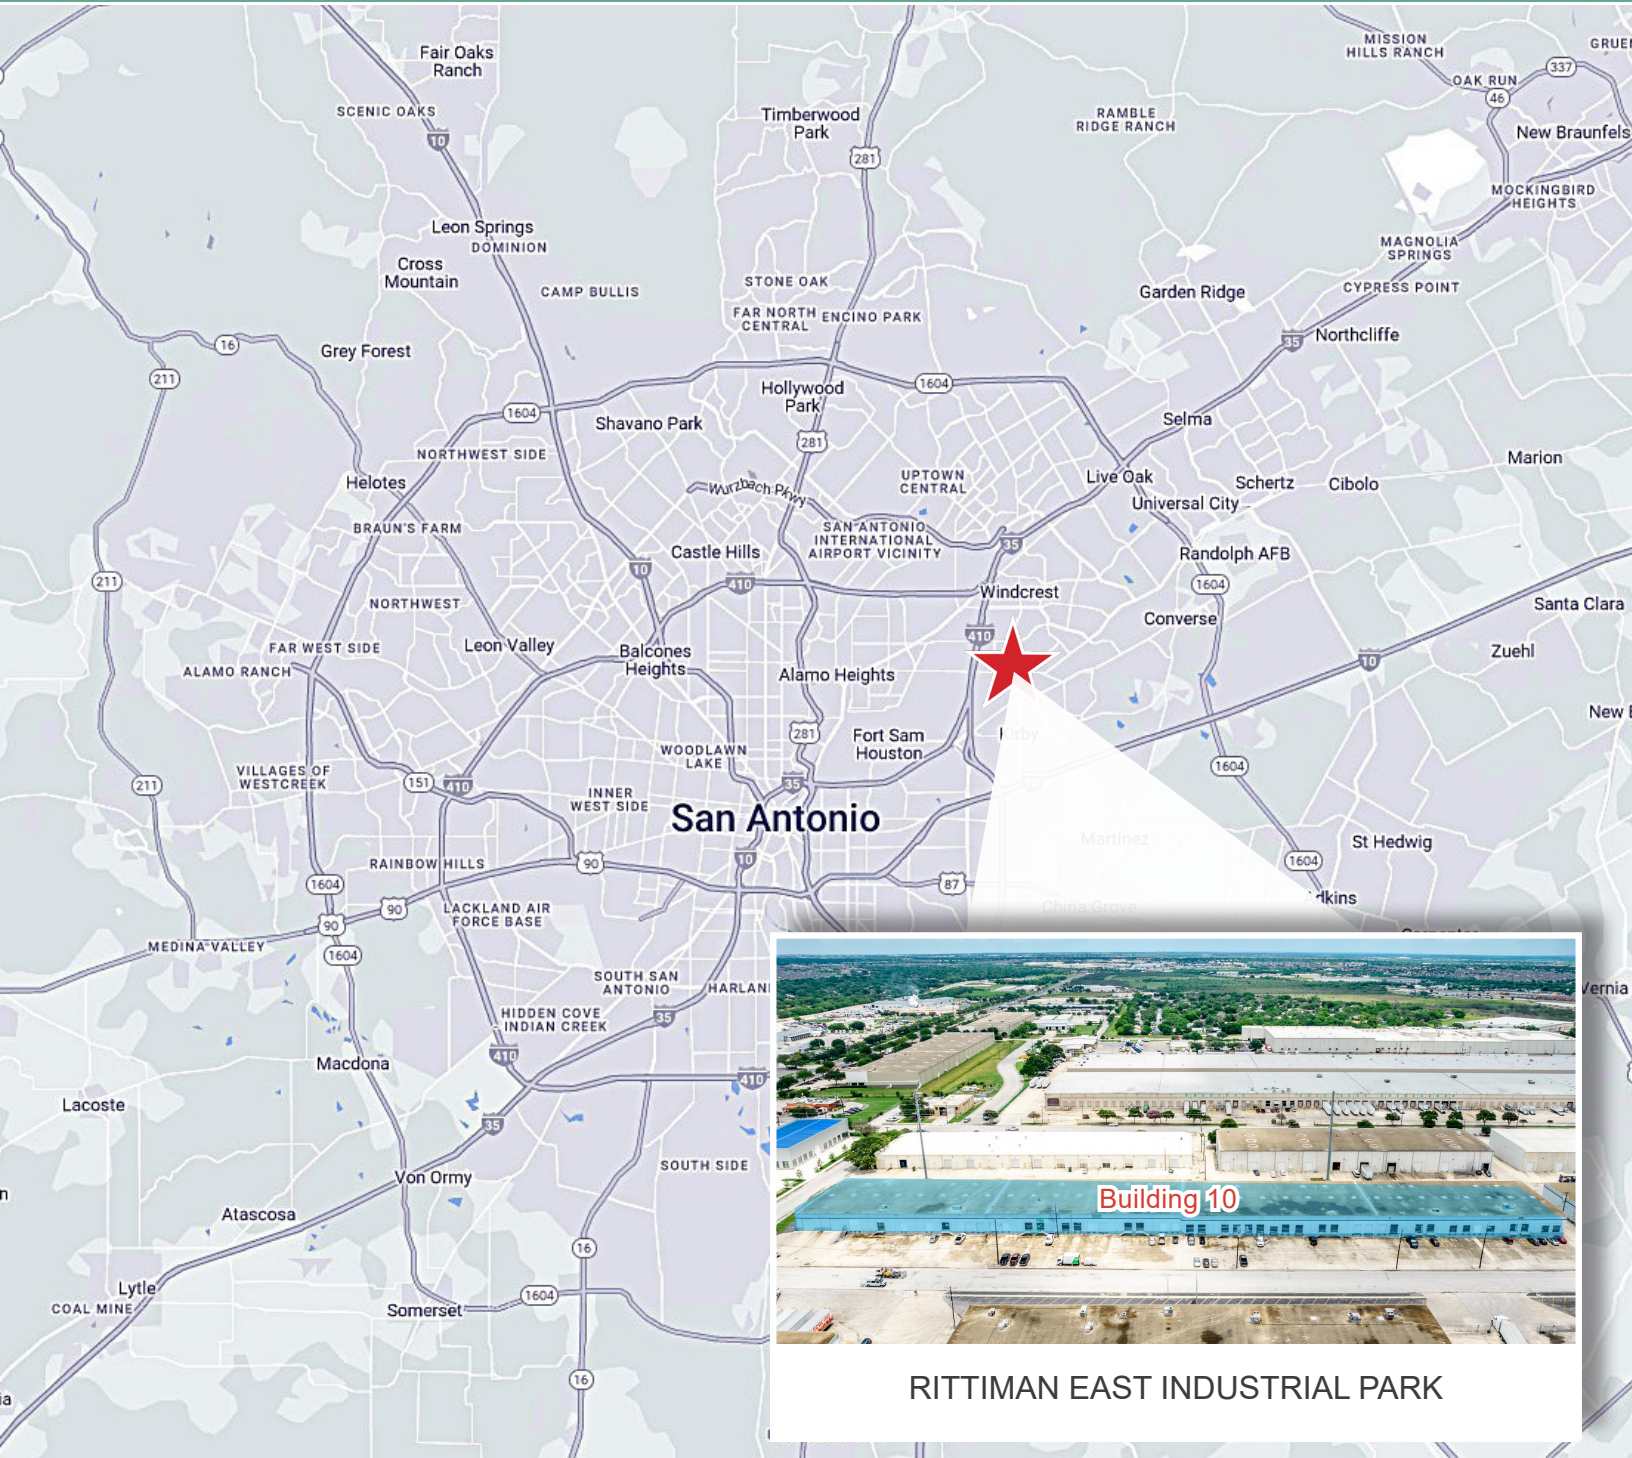 MISSION
HILLS RANCH
GRUE
Fair Oaks
Ranch
337
OAK RUN
46
SCENIC OAKS
Timberwood
Park
RAMBLE
RIDGE RANCH
10
New Braunfels
281
MOCKINGBIRD
HEIGHTS
Leon Springs
DOMINION
MAGNOLIA
SPRINGS
Cross
Mountain
STONE OAK
CAMP BULLIS
Garden Ridge
CYPRESS POINT
FAR NORTH
CENTRAL
ENCINO PARK
35
Northcliffe
16
Grey Forest
211
1604
Hollywood
Park
1604
Shavano Park
Selma
281
NORTHWEST SIDE
Marion
Helotes
Wurzbach Pkwy
UPTOWN
CENTRAL
Live Oak
Schertz
Cibolo
Universal City
BRAUN'S FARM
SAN ANTONIO
INTERNATIONAL
AIRPORT VICINITY
35
Castle Hills
Randolph AFB
10
410
211
1604
Windcrest
NORTHWEST
Santa Clara
Converse
410
FAR WEST SIDE
Leon Valley
Balcones
Heights
10
Zuehl
ALAMO RANCH
Alamo Heights
New B
281
Fort Sam
Houston
Kirby
WOODLAWN
LAKE
1604
VILLAGES OF
WESTCREEK
151
410
211
35
INNER
WEST SIDE
San Antonio
Martinez
St Hedwig
10
RAINBOW HILLS
90
1604
1604
87
Adkins
90
LACKLAND AIR
FORCE BASE
China Grove
90
Carpenter
MEDINA VALLEY
1604
SOUTH SAN
ANTONIO
HARLAN
Vernia
HIDDEN COVE
- INDIAN CREEK
35
410
Macdona
410
Lacoste
35
SOUTH SIDE
Von Ormy
Building 10
Atascosa
16
Lytle
1604
COAL MINE
Somerset
16
RITTIMAN EAST INDUSTRIAL PARK